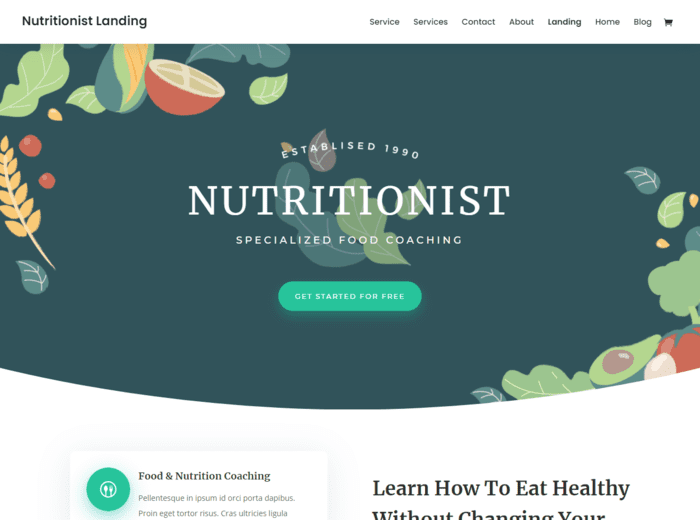 Nutritionist Landing
Service Services Contact About Landing Home Blog
ESTABLISED 1990
NUTRITIONIST
SPECIALIZED FOOD COACHING
GET STARTED FOR FREE
Food & Nutrition Coaching
Pellentesque in ipsum id orci porta dapibus.
Proin eget tortor risus. Cras ultricies ligula
Learn How To Eat Healthy
Without Changing Your